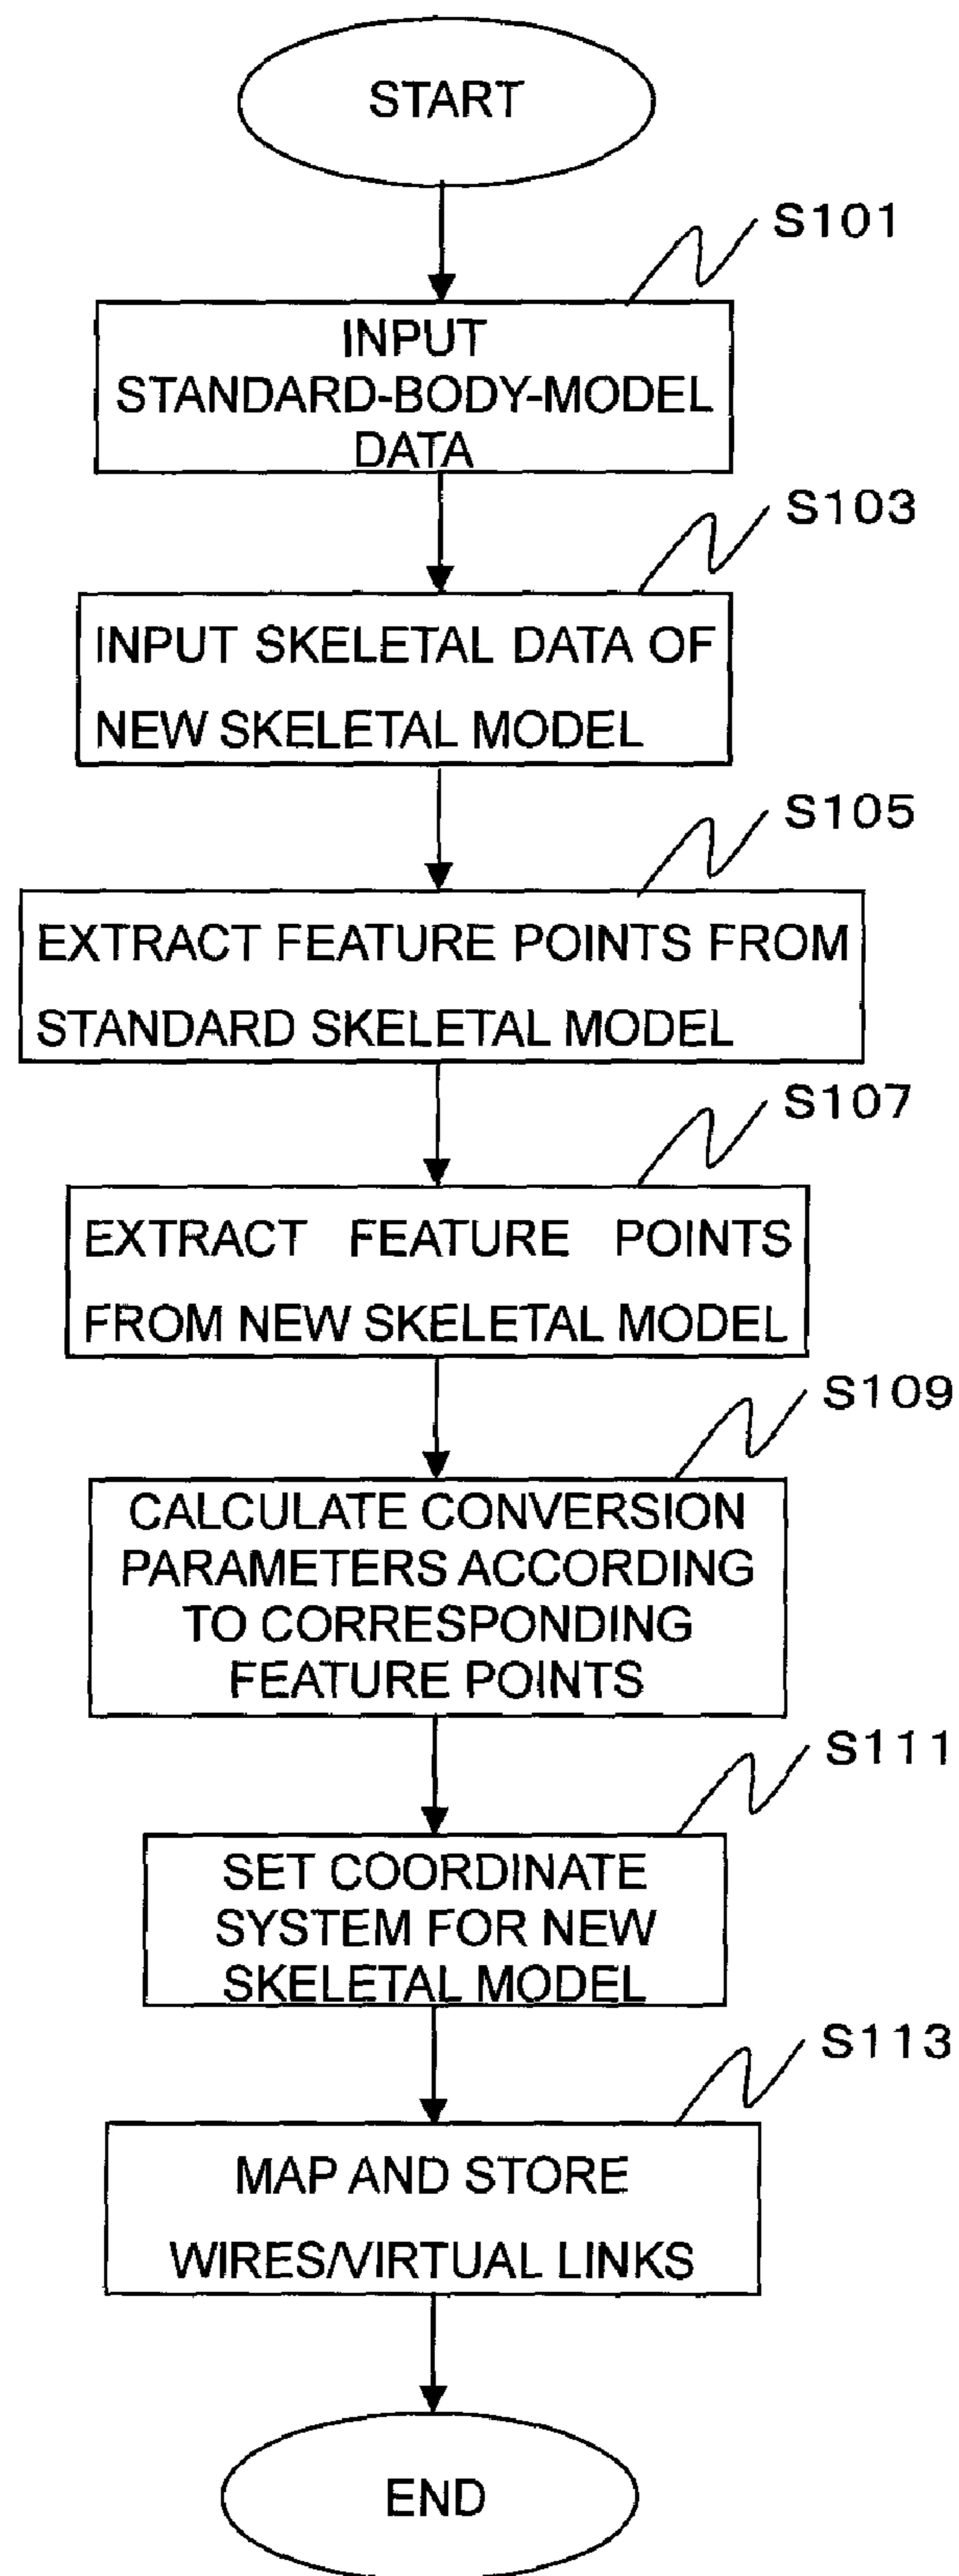 START
S101
INPUT
STANDARD-BODY-MODEL
DATA
S103
INPUT SKELETAL DATA OF
NEW SKELETAL MODEL
S105
EXTRACT FEATURE POINTS FROM
STANDARD SKELETAL MODEL
S107
EXTRACT FEATURE POINTS
FROM NEW SKELETAL MODEL
S109
CALCULATE CONVERSION
PARAMETERS ACCORDING
TO CORRESPONDING
FEATURE POINTS
S111
SET COORDINATE
SYSTEM FOR NEW
SKELETAL MODEL
S113
MAP AND STORE
WIRES/VIRTUAL LINKS
END